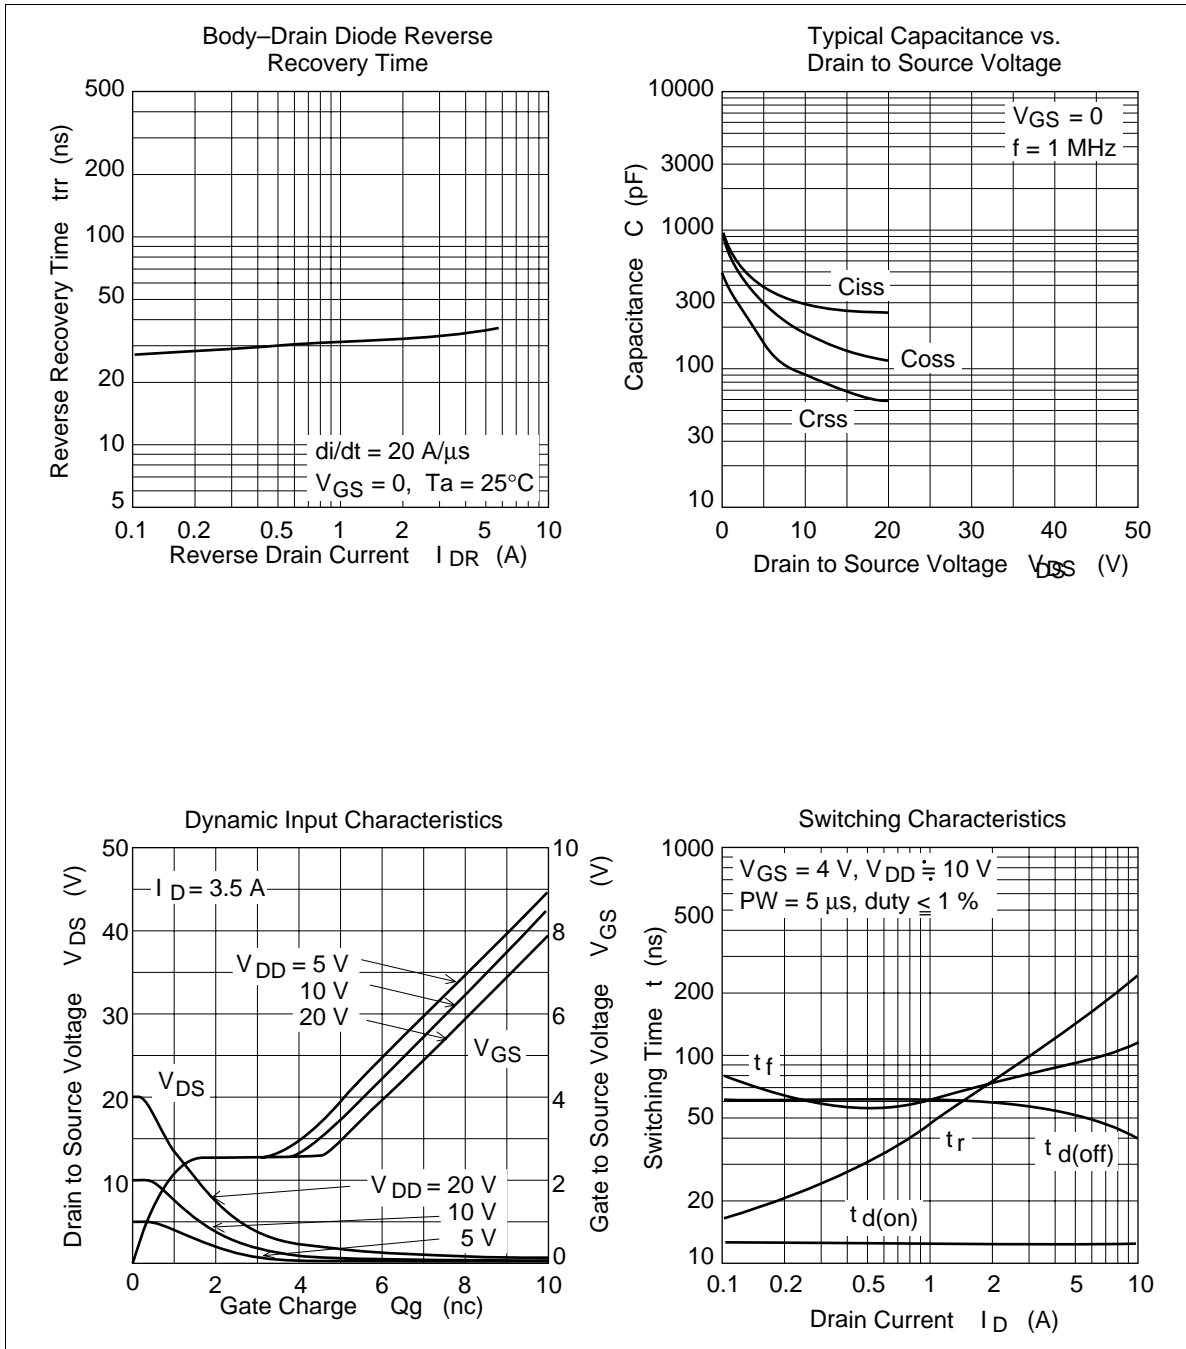 Body–Drain Diode Reverse
Recovery Time
500
200
100
50
20
10
5
Reverse Recovery Time trr (ns)
di/dt = 20 A/μs
VGS = 0, Ta = 25°C
0.1 0.2 0.5 1 2 5 10
Reverse Drain Current I DR (A)
Typical Capacitance vs.
Drain to Source Voltage
10000
3000
1000
300
100
30
10
Capacitance C (pF)
VGS = 0
f = 1 MHz
Ciss
Coss
Crss
0 10 20 30 40 50
Drain to Source Voltage VDS (V)
Dynamic Input Characteristics
50
40
30
20
10
0
Drain to Source Voltage VDS (V)
I D = 3.5 A
VDD = 5 V
10 V
20 V
VGS
VDS
VDD = 20 V
10 V
5 V
10
8
6
4
2
0
Gate to Source Voltage VGS (V)
0 2 4 6 8 10
Gate Charge Qg (nc)
Switching Characteristics
1000
500
200
100
50
20
10
Switching Time t (ns)
VGS = 4 V, VDD ≒ 10 V
PW = 5 μs, duty ≦ 1 %
t f
t r
t d(off)
t d(on)
0.1 0.2 0.5 1 2 5 10
Drain Current I D (A)